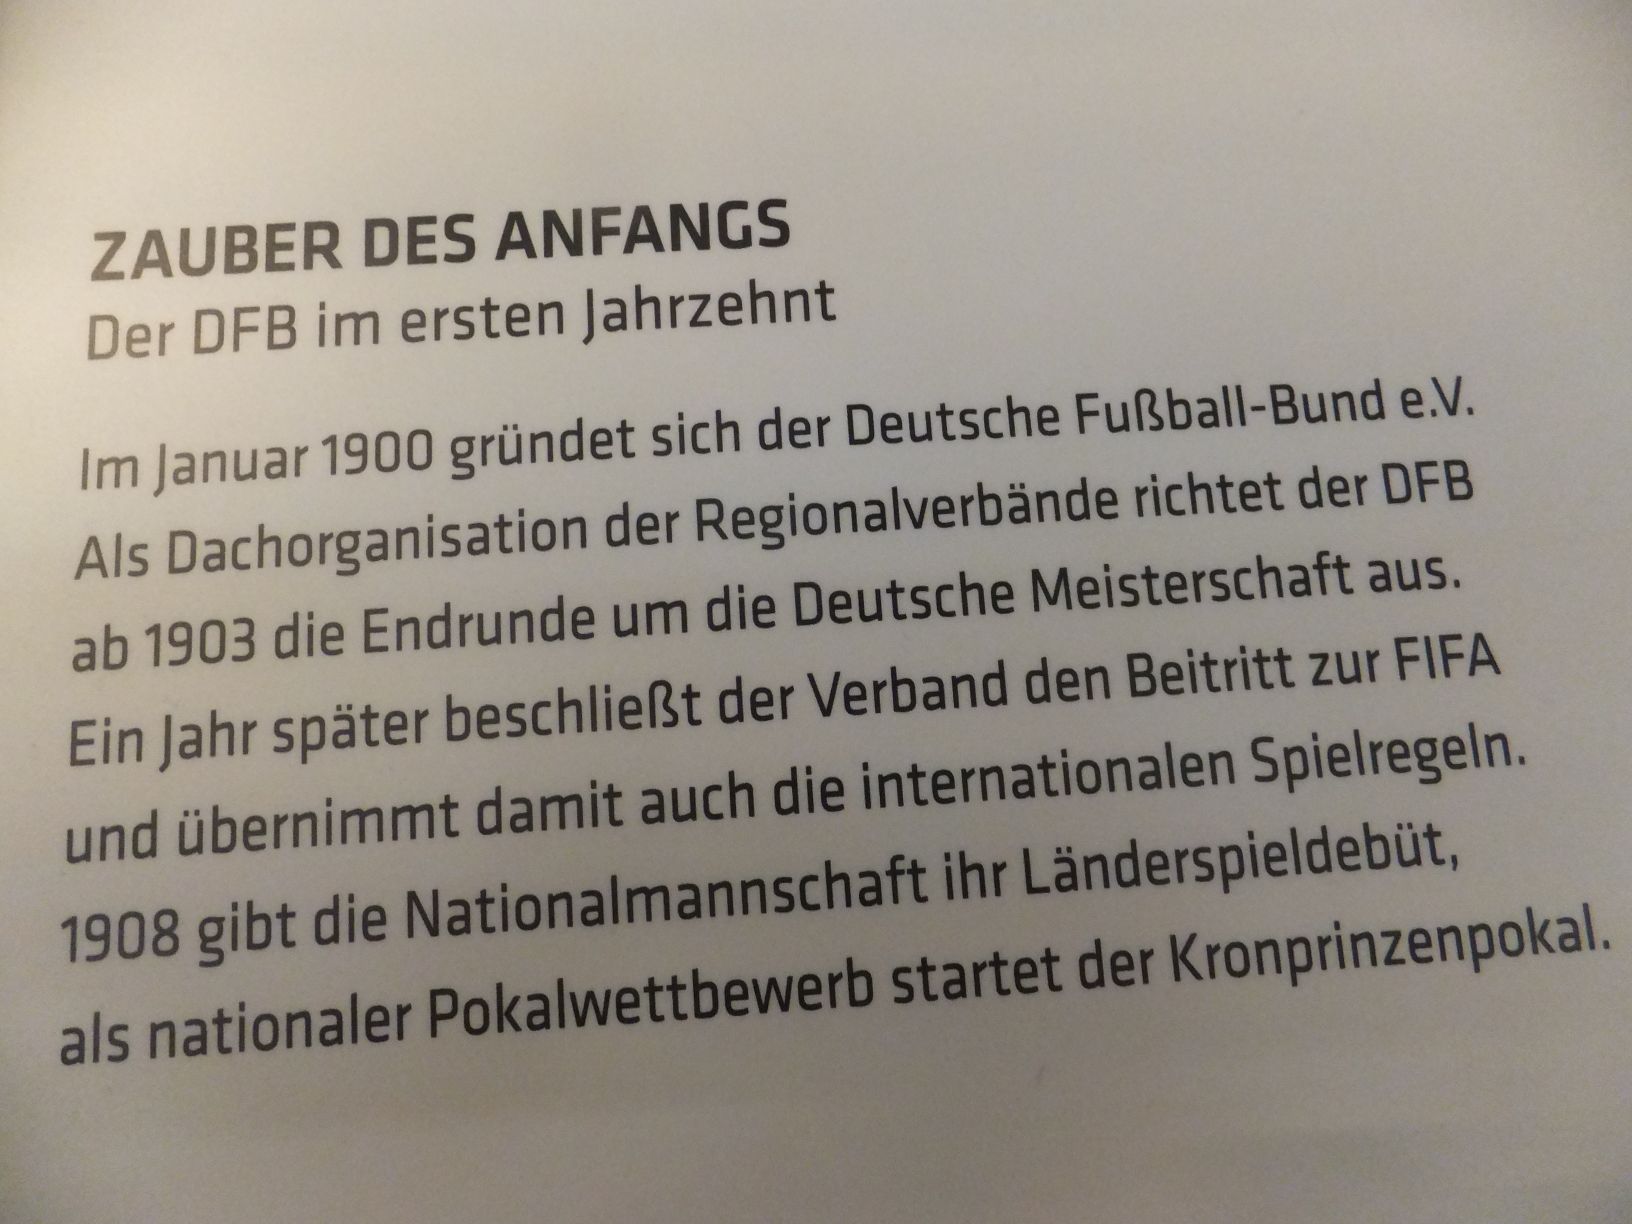 ZAUBER DES ANFANGS
Der DFB im ersten Jahrzehnt
Im Januar 1900 gründet sich der Deutsche Fußball-Bund e.V.
Als Dachorganisation der Regionalverbände richtet der DFB
ab 1903 die Endrunde um die Deutsche Meisterschaft aus.
Ein Jahr später beschließt der Verband den Beitritt zur FIFA
und übernimmt damit auch die internationalen Spielregeln.
1908 gibt die Nationalmannschaft ihr Länderspieldebüt,
als nationaler Pokalwettbewerb startet der Kronprinzenpokal.